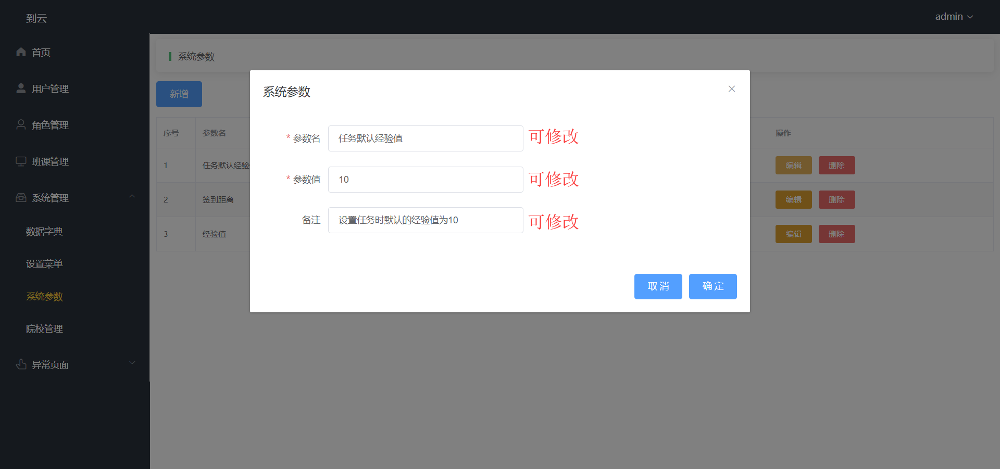 到云
admin
首页
用户管理
角色管理
班课管理
系统管理
数据字典
设置菜单
系统参数
院校管理
异常页面
系统参数
新增
序号 参数名 操作
1 任务默认经验 编辑 删除
2 签到距离 编辑 删除
3 经验值 编辑 删除
系统参数
* 参数名 任务默认经验值 可修改
* 参数值 10 可修改
备注 设置任务时默认的经验值为10 可修改
取消 确定